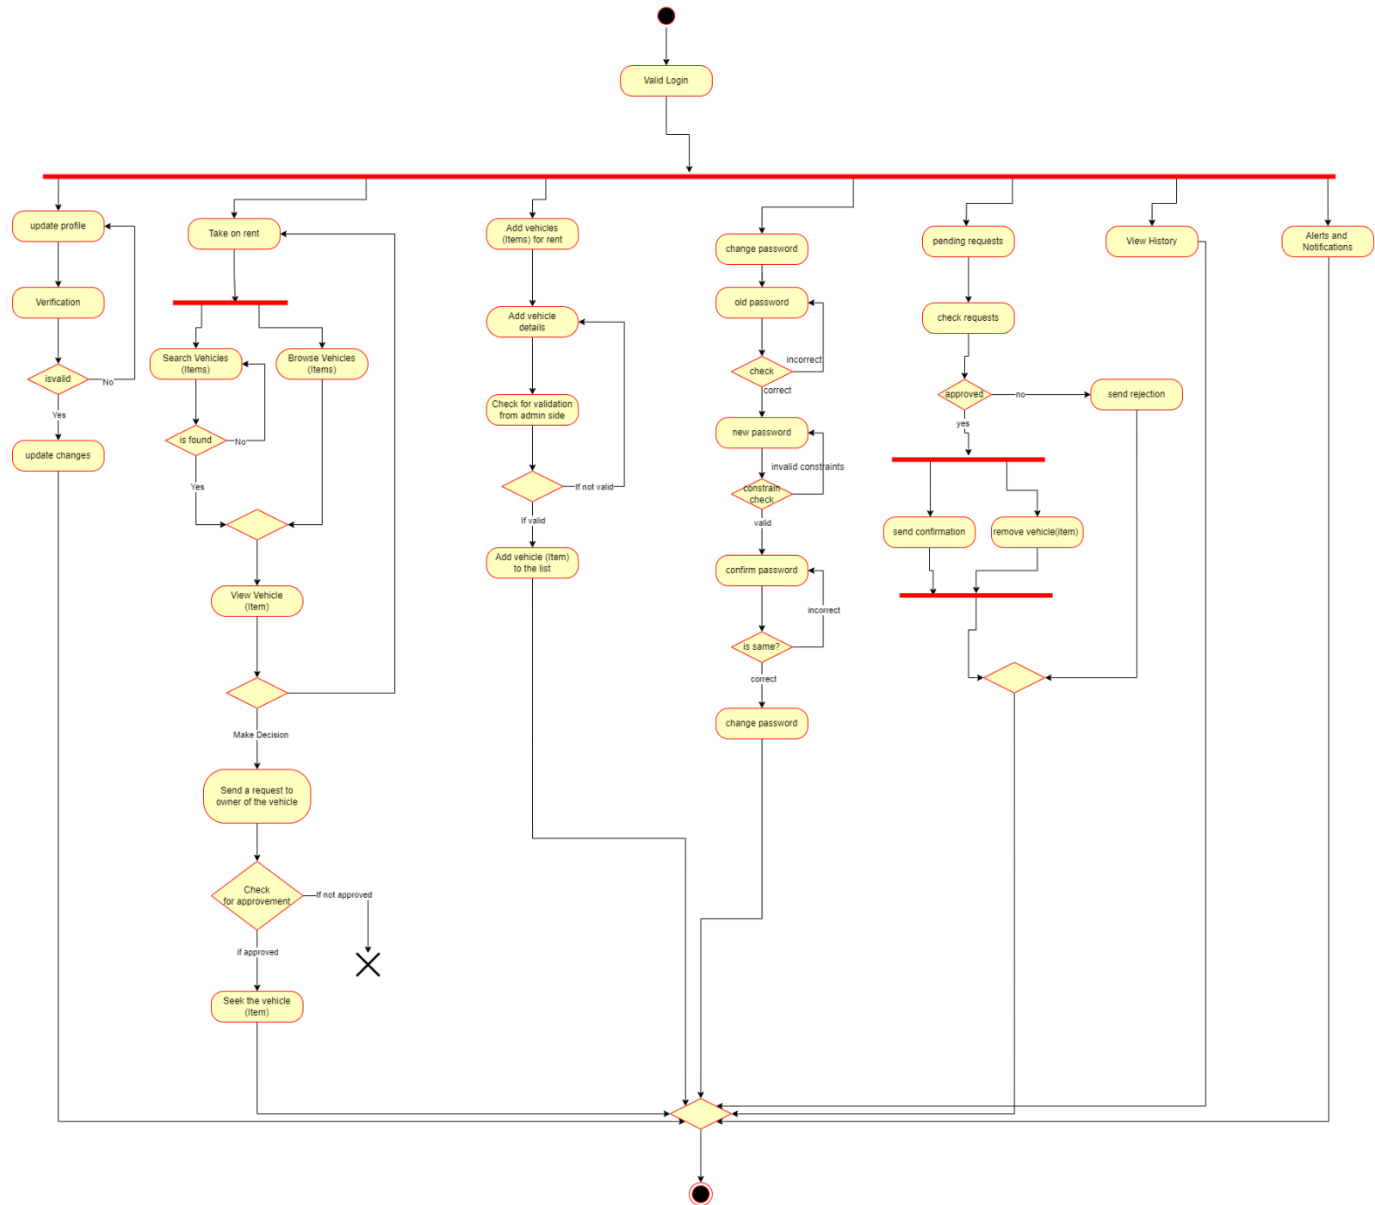 Valid Login
update profile
Verification
isvalid
No
Yes
update changes
Take on rent
Search Vehicles
(Items)
Browse Vehicles
(Items)
is found
No
Yes
View Vehicle
(Item)
Make Decision
Send a request to
owner of the vehicle
Check
for approvement
If not approved
if approved
Seek the vehicle
(Item)
Add vehicles
(Items) for rent
Add vehicle
details
Check for validation
from admin side
If not valid
If valid
Add vehicle (Item)
to the list
change password
old password
incorrect
check
correct
new password
invalid constraints
constrain
check
valid
confirm password
incorrect
is same?
correct
change password
pending requests
check requests
approved
no
send rejection
yes
send confirmation
remove vehicle(item)
View History
Alerts and
Notifications